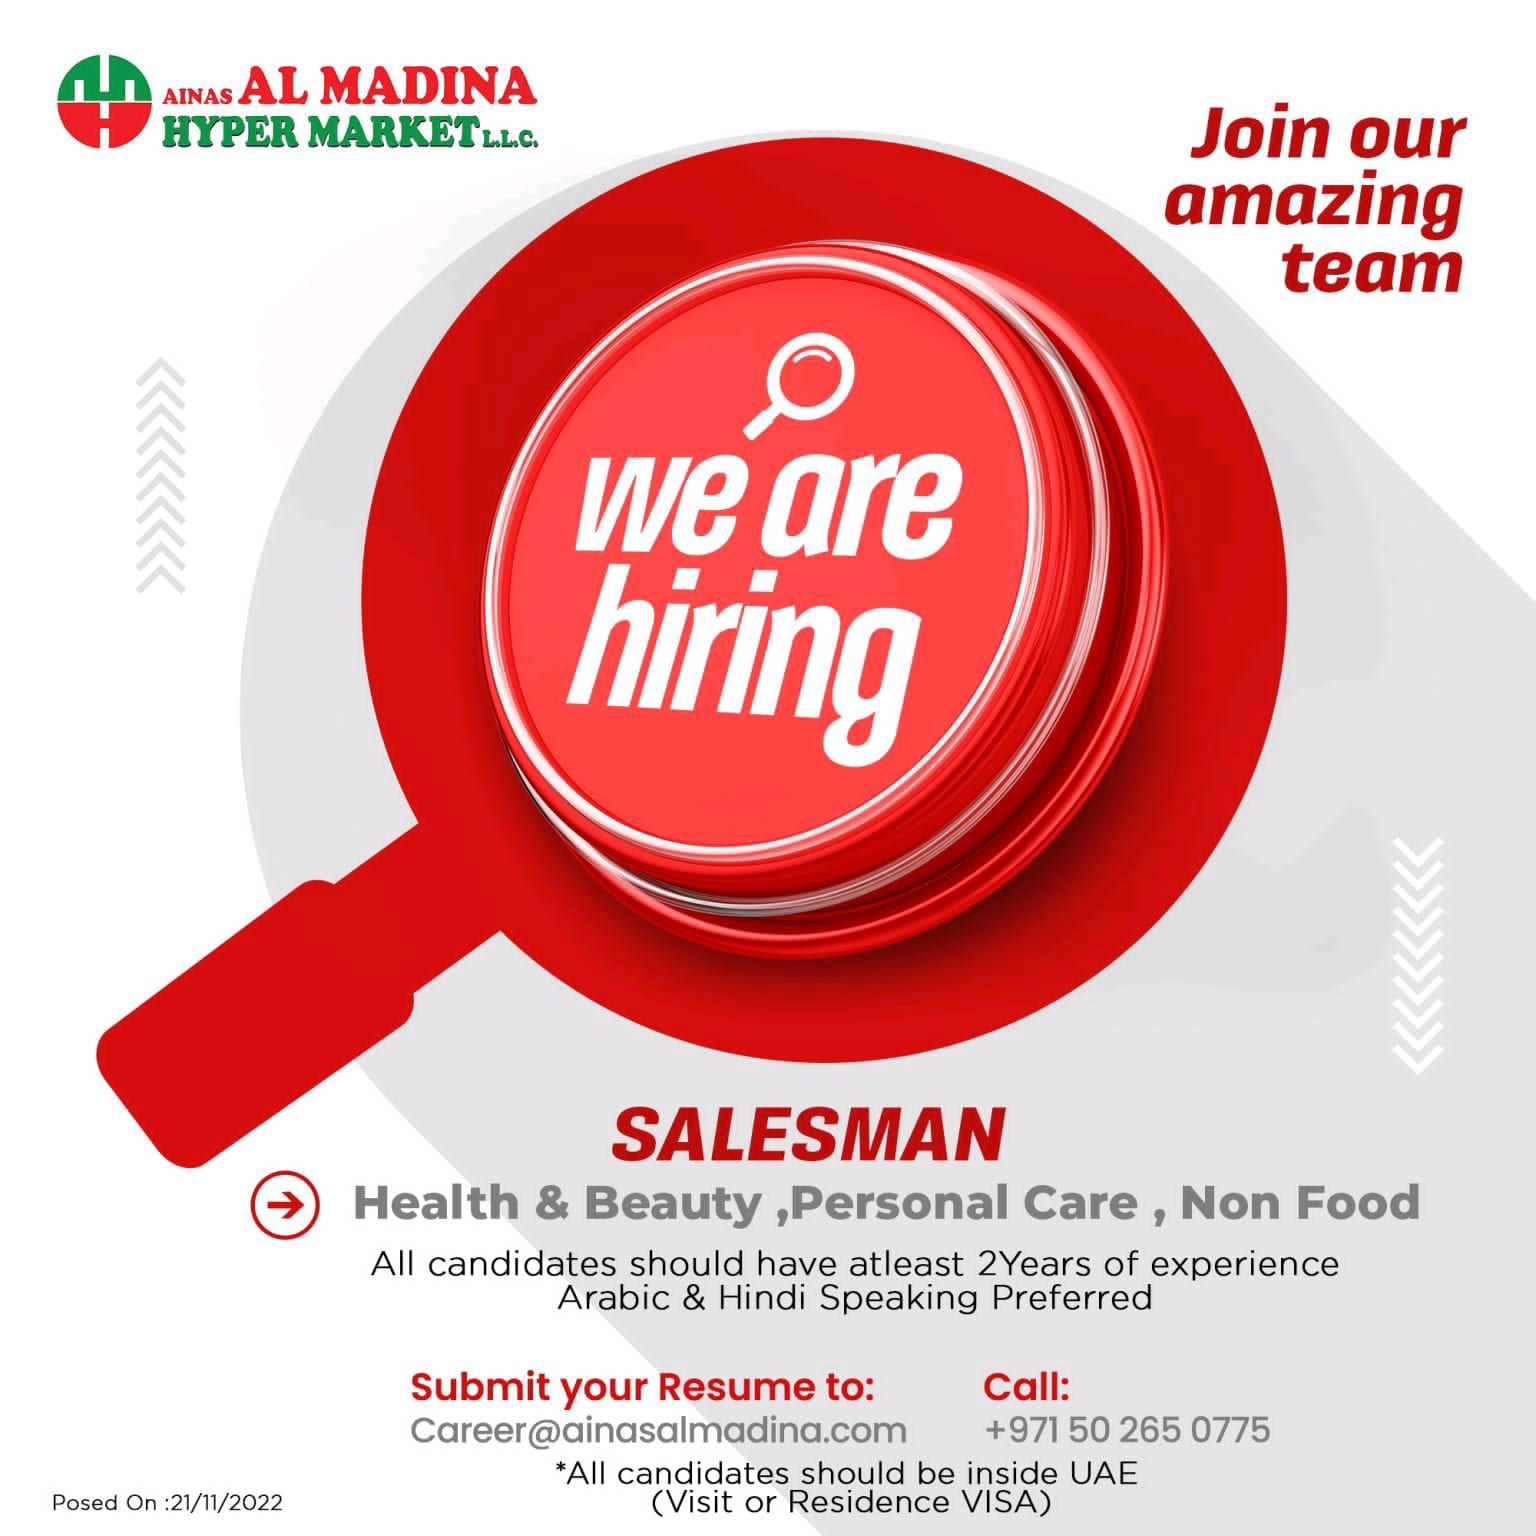 AINAS AL MADINA
HYPER MARKET L.L.C.
Join our
amazing
team
we are
hiring
SALESMAN
Health & Beauty ,Personal Care , Non Food
All candidates should have atleast 2Years of experience
Arabic & Hindi Speaking Preferred
Submit your Resume to:
Career@ainasalmadina.com
Call:
+971 50 265 0775
*All candidates should be inside UAE
(Visit or Residence VISA)
Posed On :21/11/2022